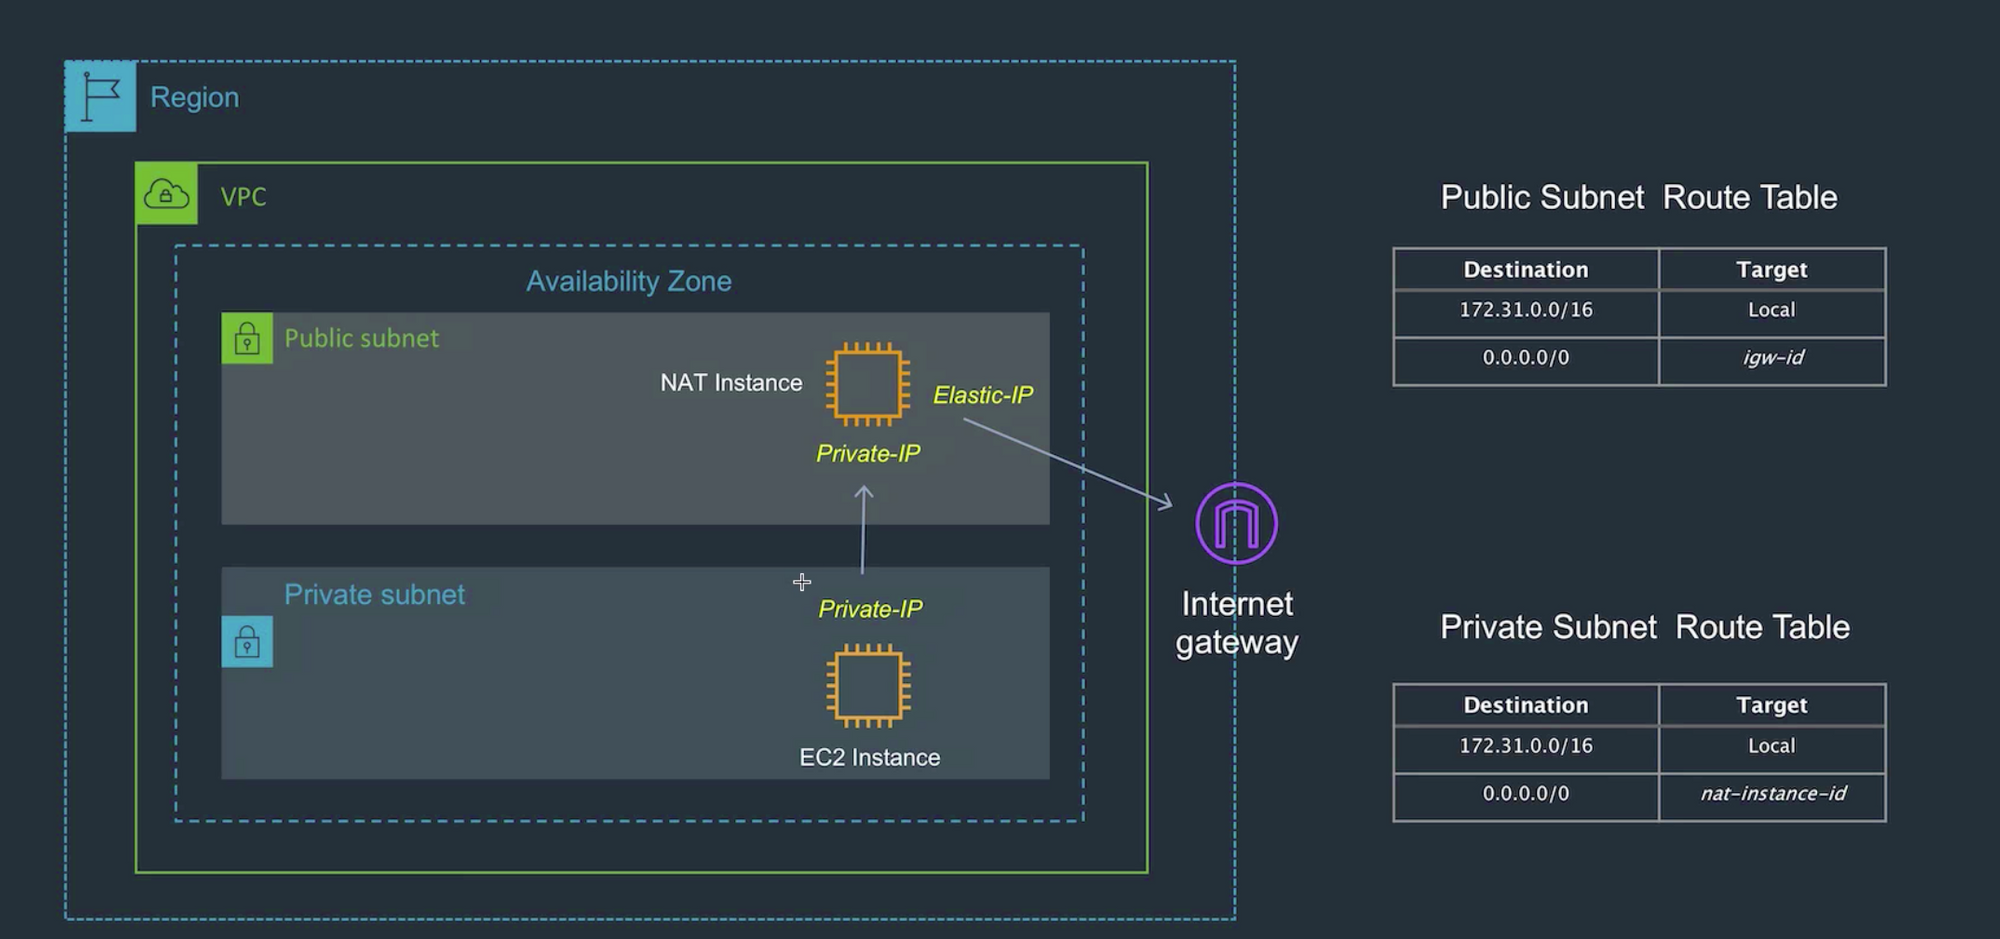 Region
VPC
Availability Zone
Public subnet
NAT Instance
Elastic-IP
Private-IP
Private subnet
Private-IP
EC2 Instance
Internet
gateway
Public Subnet Route Table
Destination Target
172.31.0.0/16 Local
0.0.0.0/0 igw-id
Private Subnet Route Table
Destination Target
172.31.0.0/16 Local
0.0.0.0/0 nat-instance-id